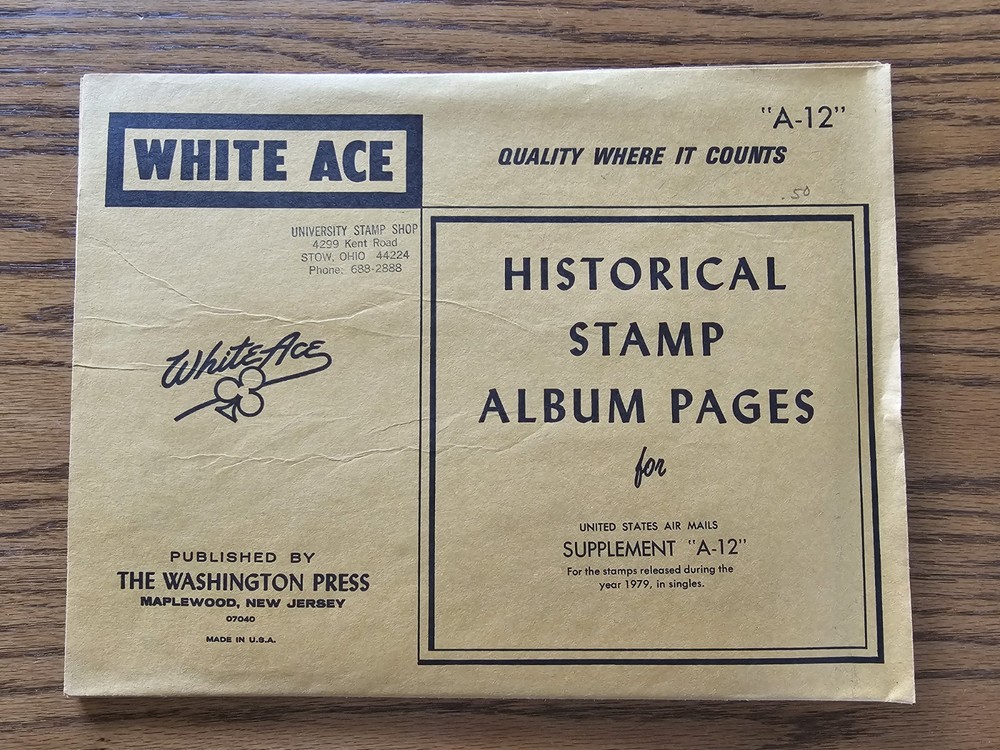 "A-12"
WHITE ACE
QUALITY WHERE IT COUNTS
.50
UNIVERSITY STAMP SHOP
4299 Kent Road
STOW, OHIO 44224
Phone: 688-2888
White Ace
HISTORICAL
STAMP
ALBUM PAGES
for
UNITED STATES AIR MAILS
SUPPLEMENT "A-12"
For the stamps released during the
year 1979, in singles.
PUBLISHED BY
THE WASHINGTON PRESS
MAPLEWOOD, NEW JERSEY
07040
MADE IN U.S.A.